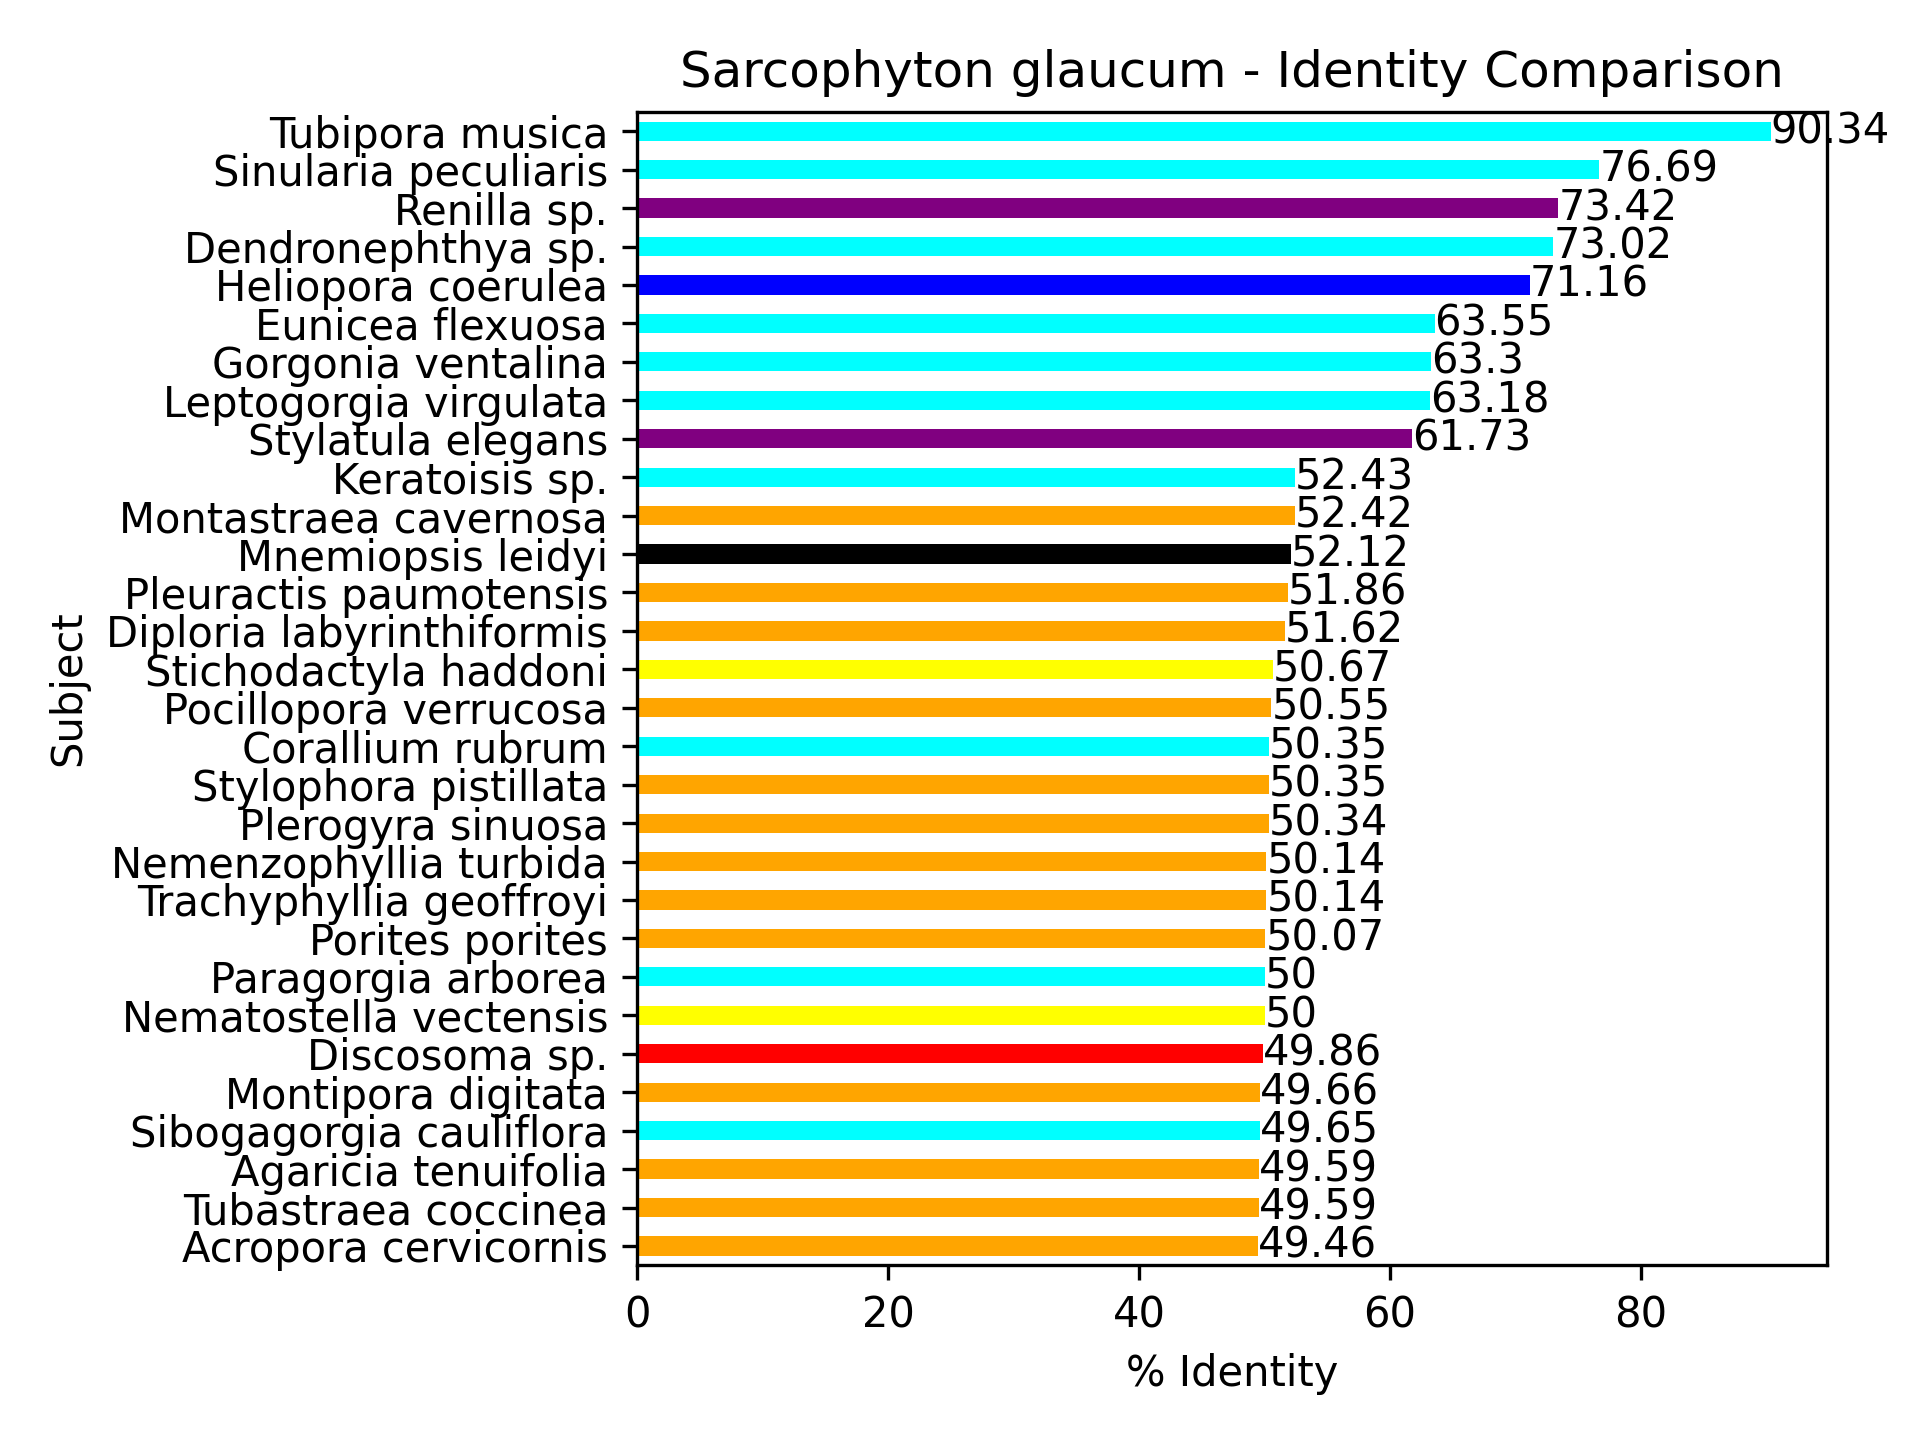 Sarcophyton glaucum - Identity Comparison
Tubipora musica 90.34
Sinularia peculiaris 76.69
Renilla sp. 73.42
Dendronephthya sp. 73.02
Heliopora coerulea 71.16
Eunicea flexuosa 63.55
Gorgonia ventalina 63.3
Leptogorgia virgulata 63.18
Stylatula elegans 61.73
Keratoisis sp. 52.43
Montastraea cavernosa 52.42
Mnemiopsis leidyi 52.12
Pleuractis paumotensis 51.86
Diploria labyrinthiformis 51.62
Stichodactyla haddoni 50.67
Pocillopora verrucosa 50.55
Corallium rubrum 50.35
Stylophora pistillata 50.35
Plerogyra sinuosa 50.34
Nemenzophyllia turbida 50.14
Trachyphyllia geoffroyi 50.14
Porites porites 50.07
Paragorgia arborea 50
Nematostella vectensis 50
Discosoma sp. 49.86
Montipora digitata 49.66
Sibogagorgia cauliflora 49.65
Agaricia tenuifolia 49.59
Tubastraea coccinea 49.59
Acropora cervicornis 49.46
Subject
0 20 40 60 80
% Identity